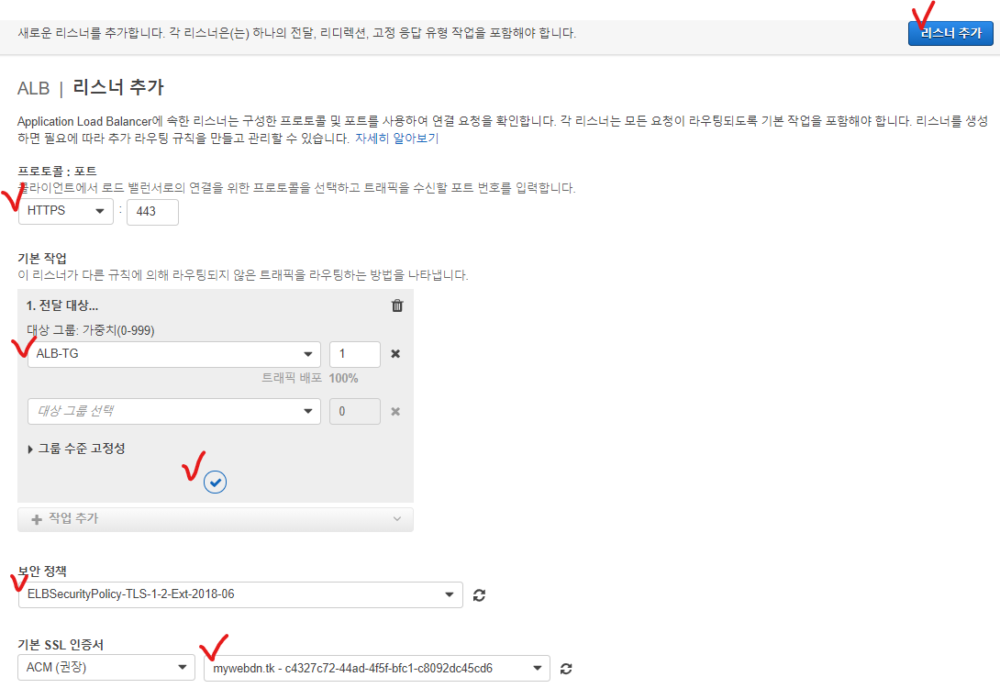 새로운 리스너를 추가합니다. 각 리스너은(는) 하나의 전달, 리디렉션, 고정 응답 유형 작업을 포함해야 합니다.
리스너 추가
ALB | 리스너 추가
Application Load Balancer에 속한 리스너는 구성한 프로토콜 및 포트를 사용하여 연결 요청을 확인합니다. 각 리스너는 모든 요청이 라우팅되도록 기본 작업을 포함해야 합니다. 리스너를 생성
하면 필요에 따라 추가 라우팅 규칙을 만들고 관리할 수 있습니다. 자세히 알아보기
프로토콜 : 포트
클라이언트에서 로드 밸런서로의 연결을 위한 프로토콜을 선택하고 트래픽을 수신할 포트 번호를 입력합니다.
HTTPS : 443
기본 작업
이 리스너가 다른 규칙에 의해 라우팅되지 않은 트래픽을 라우팅하는 방법을 나타냅니다.
1. 전달 대상...
대상 그룹: 가중치(0-999)
ALB-TG 1
트래픽 배포 100%
대상 그룹 선택 0
그룹 수준 고정성
작업 추가
보안 정책
ELBSecurityPolicy-TLS-1-2-Ext-2018-06
기본 SSL 인증서
ACM (권장) mywebdn.tk - c4327c72-44ad-4f5f-bfc1-c8092dc45cd6